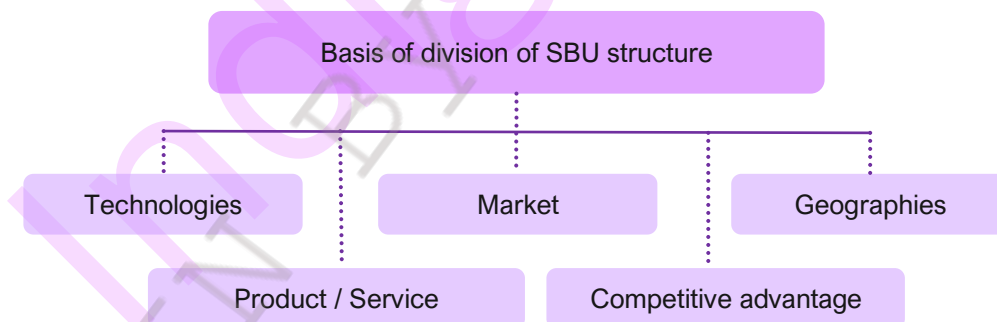 Basis of division of SBU structure
Technologies
Market
Geographies
Product / Service
Competitive advantage